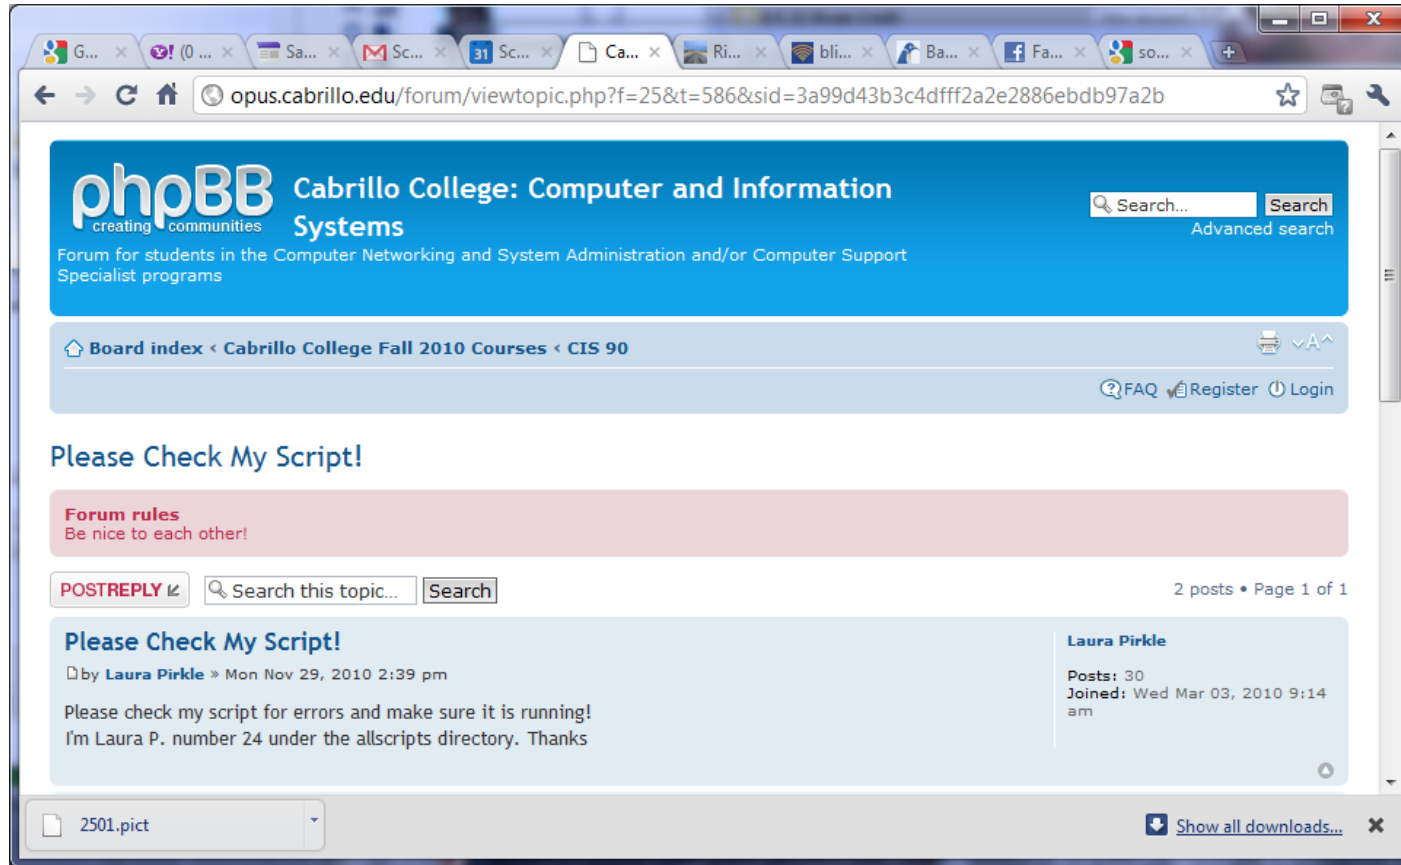 G...
(0 ...
Sa...
Sc...
31 Sc...
Ca...
Ri...
bli...
Ba...
Fa...
so...
opus.cabrillo.edu/forum/viewtopic.php?f=25&t=586&sid=3a99d43b3c4dfff2a2e2886ebdb97a2b
phpBB
creating communities
Cabrillo College: Computer and Information
Systems
Search...
Search
Advanced search
Forum for students in the Computer Networking and System Administration and/or Computer Support
Specialist programs
Board index ‹ Cabrillo College Fall 2010 Courses ‹ CIS 90
A
FAQ Register Login
Please Check My Script!
Forum rules
Be nice to each other!
POSTREPLY
Search this topic...
Search
2 posts • Page 1 of 1
Please Check My Script!
by Laura Pirkle » Mon Nov 29, 2010 2:39 pm
Please check my script for errors and make sure it is running!
I'm Laura P. number 24 under the allscripts directory. Thanks
Laura Pirkle
Posts: 30
Joined: Wed Mar 03, 2010 9:14
am
2501.pict
Show all downloads...